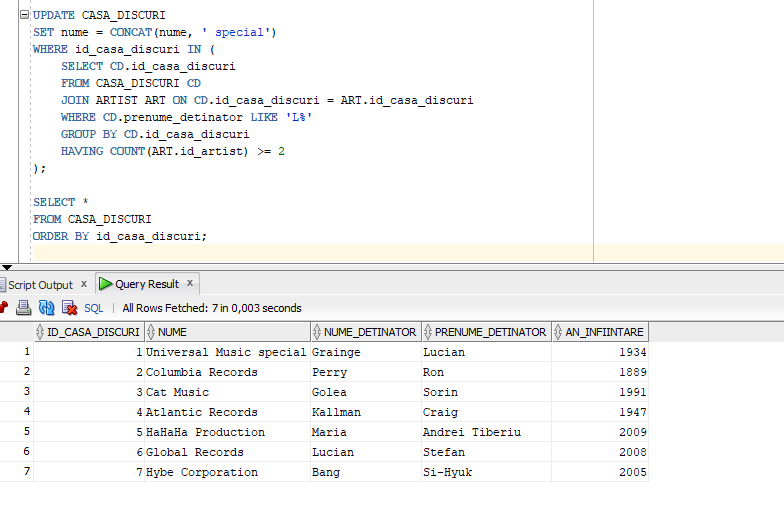 UPDATE CASA_DISCURI
SET nume = CONCAT(nume, ' special')
WHERE id_casa_discuri IN (
    SELECT CD.id_casa_discuri
    FROM CASA_DISCURI CD
    JOIN ARTIST ART ON CD.id_casa_discuri = ART.id_casa_discuri
    WHERE CD.prenume_detinator LIKE 'L%'
    GROUP BY CD.id_casa_discuri
    HAVING COUNT(ART.id_artist) >= 2
);
SELECT *
FROM CASA_DISCURI
ORDER BY id_casa_discuri;
Script Output x Query Result x
SQL | All Rows Fetched: 7 in 0,003 seconds
ID_CASA_DISCURI NUME NUME_DETINATOR PRENUME_DETINATOR AN_INFIINTARE
1 1 Universal Music special Grainge Lucian 1934
2 2 Columbia Records Perry Ron 1889
3 3 Cat Music Golea Sorin 1991
4 4 Atlantic Records Kallman Craig 1947
5 5 HaHaHa Production Maria Andrei Tiberiu 2009
6 6 Global Records Lucian Stefan 2008
7 7 Hybe Corporation Bang Si-Hyuk 2005